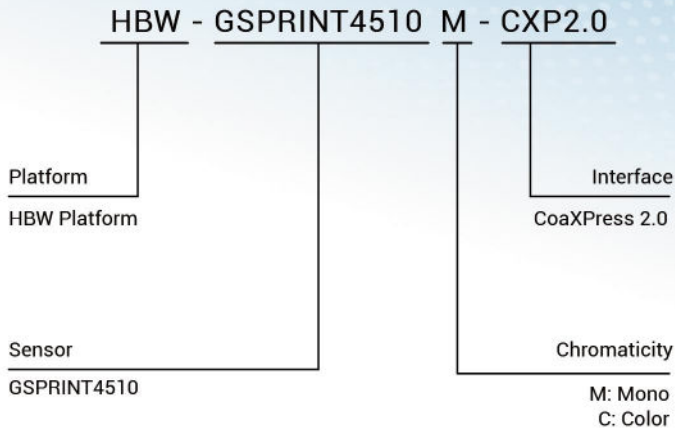 HBW - GSPRINT4510 M - CXP2.0
Platform
HBW Platform
Interface
CoaXPress 2.0
Sensor
GSPRINT4510
Chromaticity
M: Mono
C: Color